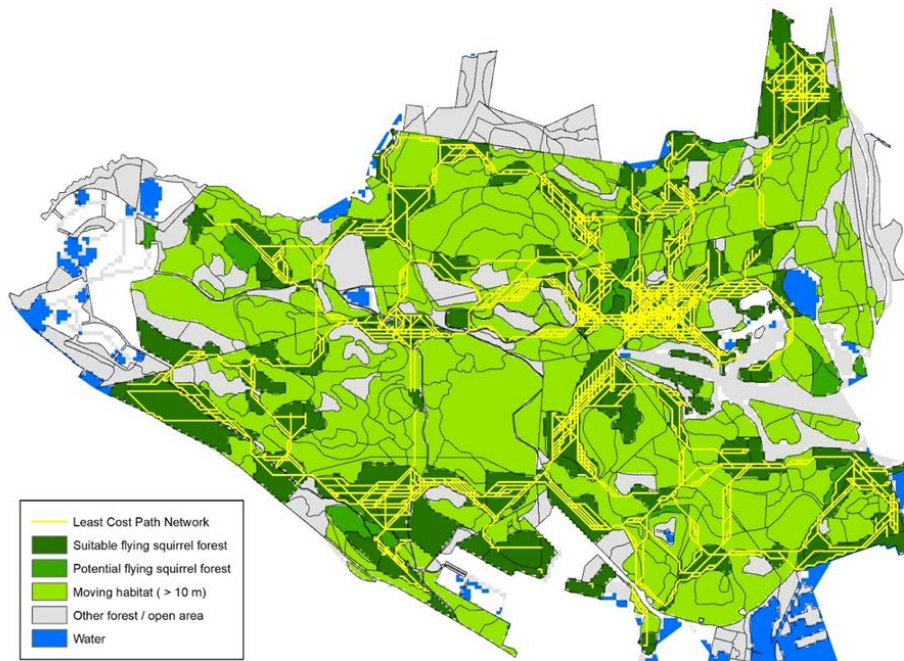 Least Cost Path Network
Suitable flying squirrel forest
Potential flying squirrel forest
Moving habitat ( > 10 m)
Other forest / open area
Water